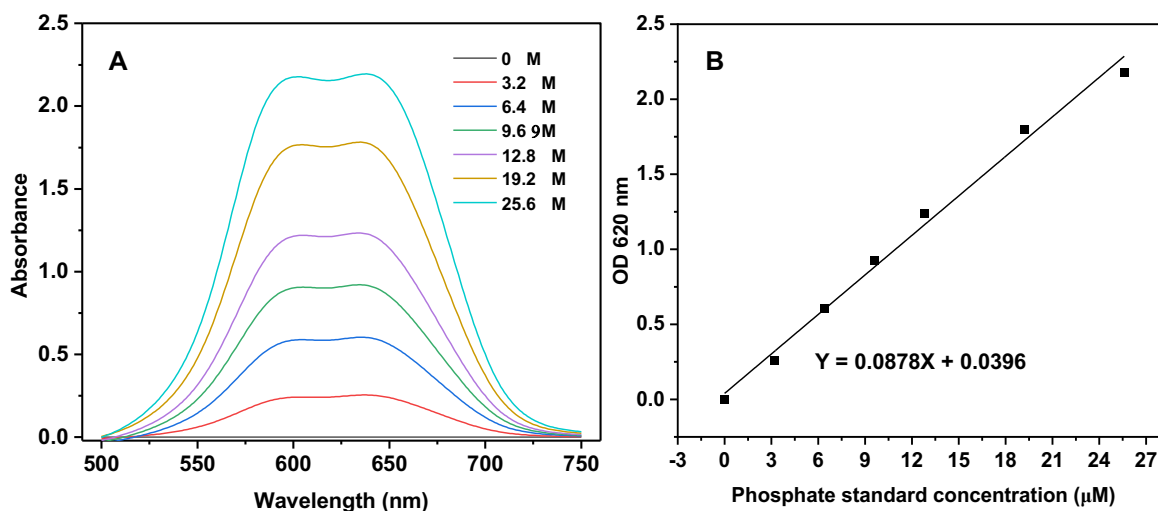 A
0 M
3.2 M
6.4 M
9.6 9M
12.8 M
19.2 M
25.6 M
2.5
2.0
1.5
1.0
0.5
0.0
500
550
600
650
700
750
Absorbance
Wavelength (nm)
B
2.5
2.0
1.5
1.0
0.5
0.0
-3
0
3
6
9
12
15
18
21
24
27
OD 620 nm
Y = 0.0878X + 0.0396
Phosphate standard concentration (μM)